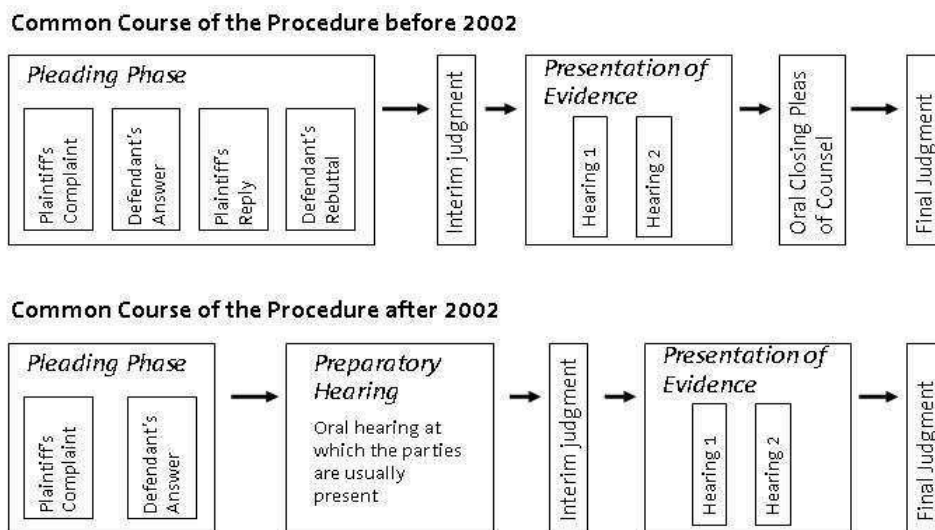 Common Course of the Procedure before 2002
Pleading Phase
Plaintiff's
Complaint
Defendant's
Answer
Plaintiff's
Reply
Defendant's
Rebuttal
Interim judgment
Presentation of
Evidence
Hearing 1
Hearing 2
Oral Closing Pleas
of Counsel
Final Judgment
Common Course of the Procedure after 2002
Pleading Phase
Plaintiff's
Complaint
Defendant's
Answer
Preparatory
Hearing
Oral hearing at
which the parties
are usually
present
Interim judgment
Presentation of
Evidence
Hearing 1
Hearing 2
Final Judgment